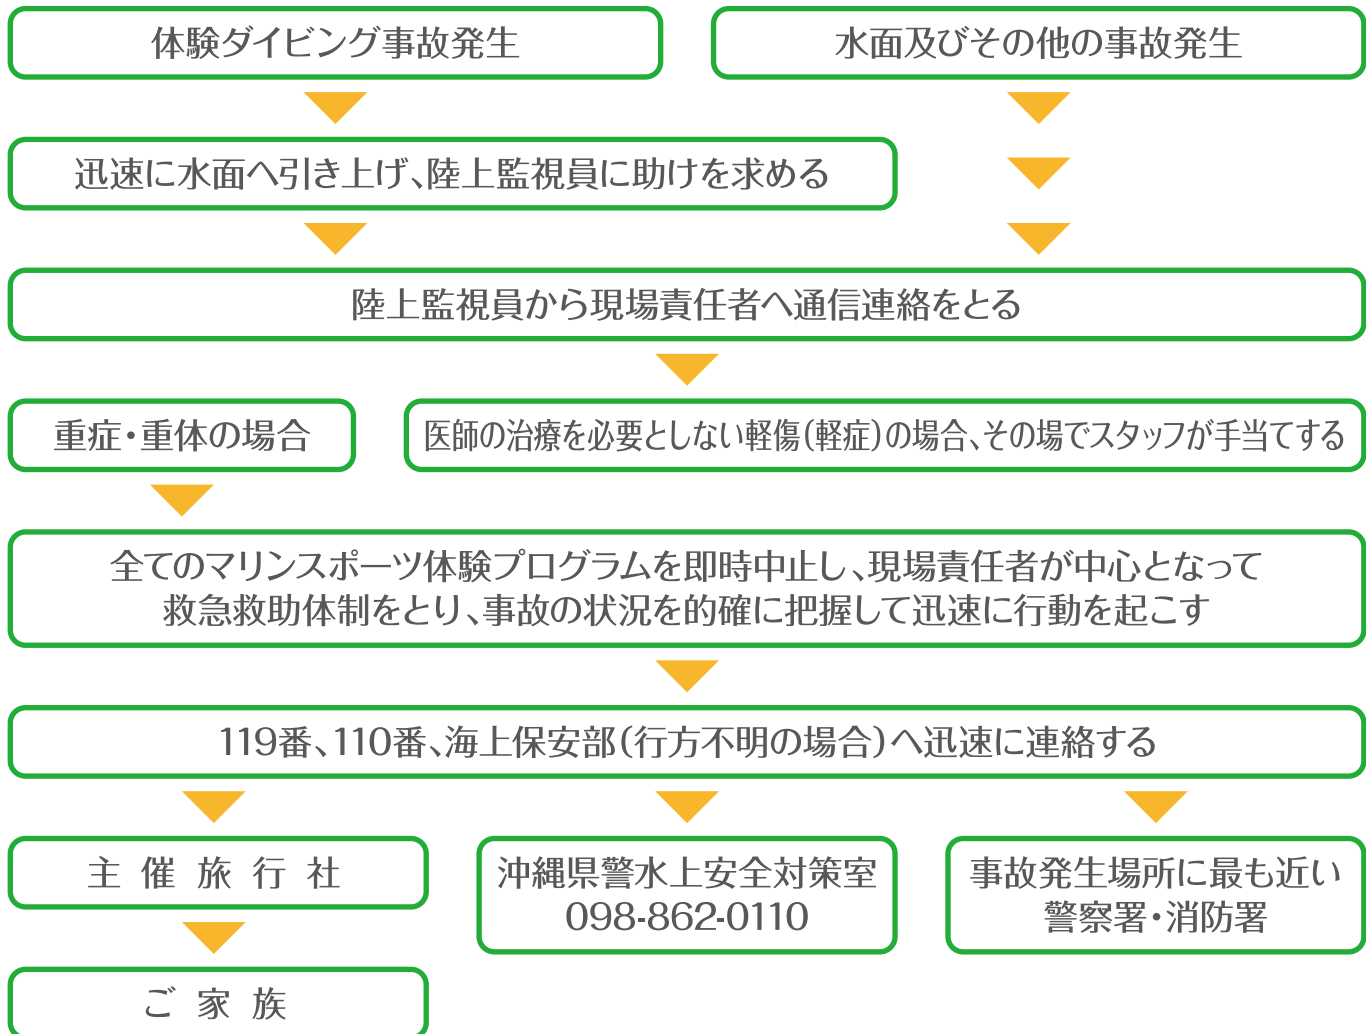 体験ダイビング事故発生
水面及びその他の事故発生
迅速に水面へ引き上げ、陸上監視員に助けを求める
陸上監視員から現場責任者へ通信連絡をとる
重症・重体の場合
医師の治療を必要としない軽傷(軽症)の場合、その場でスタッフが手当てする
全てのマリンスポーツ体験プログラムを即時中止し、現場責任者が中心となって
救急救助体制をとり、事故の状況を的確に把握して迅速に行動を起こす
119番、110番、海上保安部(行方不明の場合)へ迅速に連絡する
主催旅行社
沖縄県警水上安全対策室
098-862-0110
事故発生場所に最も近い
警察署・消防署
ご家族